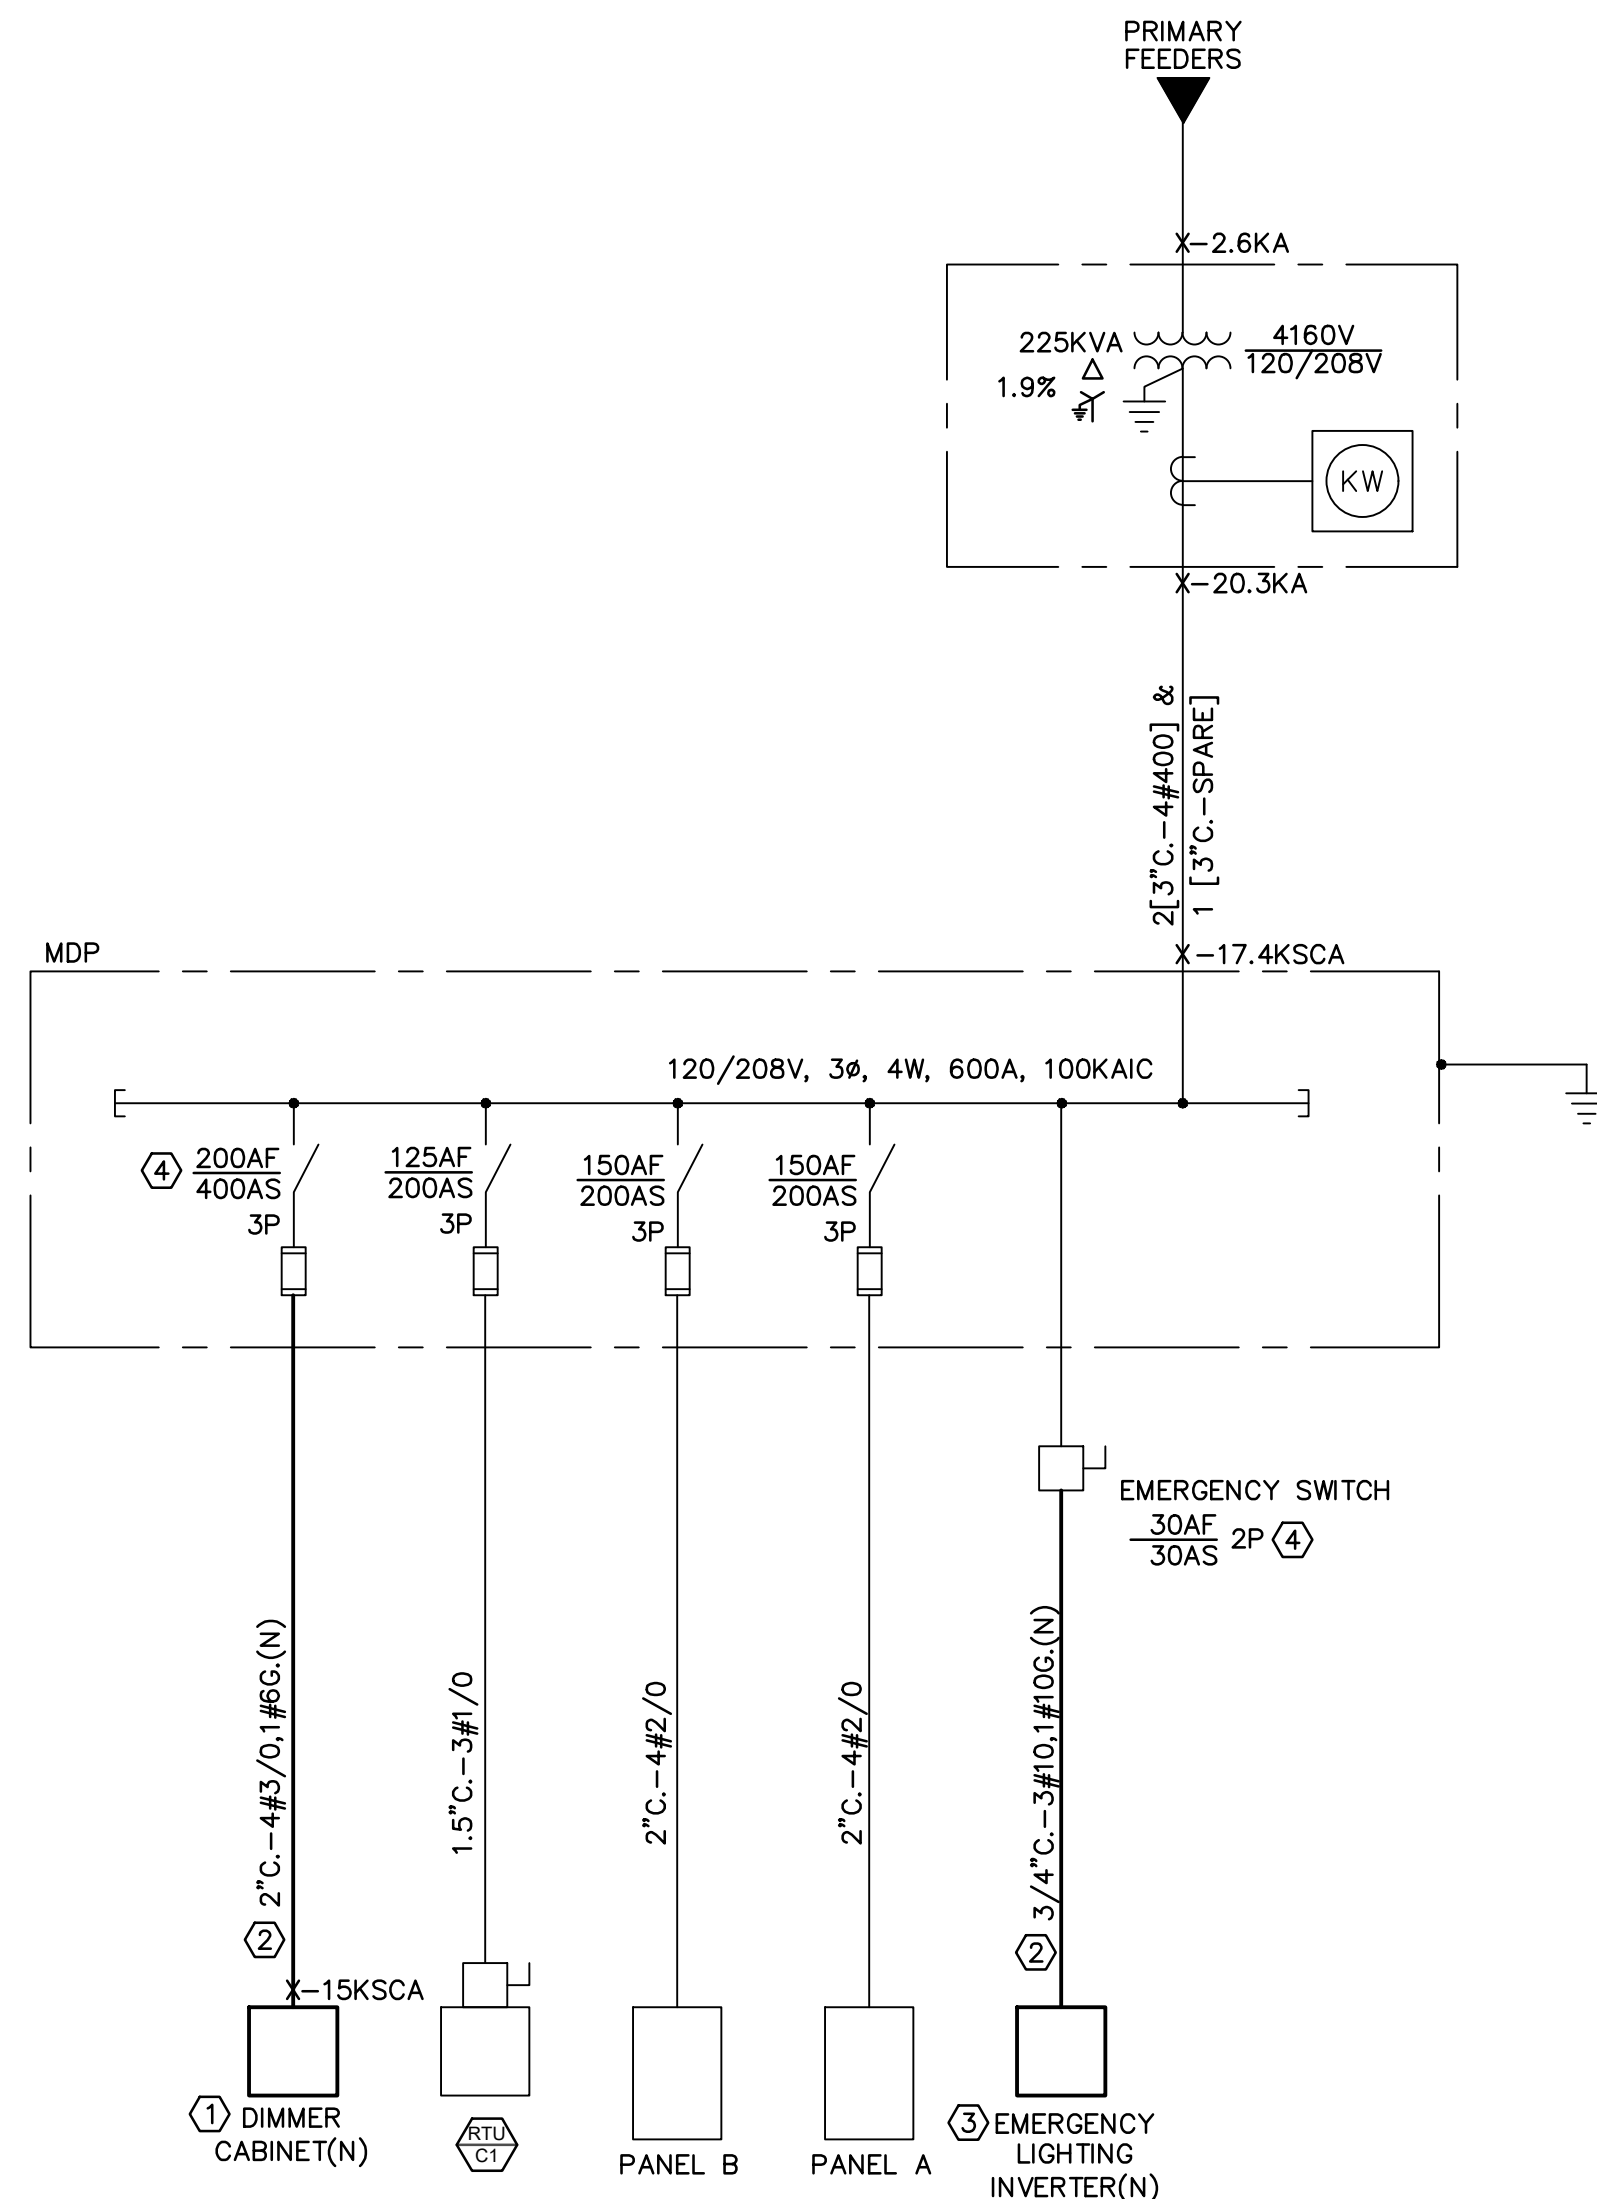 PRIMARY
FEEDERS
-2.6KA
225KVA
4160V
120/208V
1.9%
KW
-20.3KA
2[3"C.-4#400] &
1 [3"C.-SPARE]
MDP
-17.4KSCA
120/208V, 3ø, 4W, 600A, 100KAIC
4
200AF
400AS
3P
125AF
200AS
3P
150AF
200AS
3P
150AF
200AS
3P
EMERGENCY SWITCH
30AF
30AS
2P
4
2"C.-4#3/0,1#6G.(N)
1.5"C.-3#1/0
2"C.-4#2/0
2"C.-4#2/0
3/4"C.-3#10,1#10G.(N)
2
2
-15KSCA
1 DIMMER
CABINET(N)
RTU
C1
PANEL B
PANEL A
3 EMERGENCY
LIGHTING
INVERTER(N)